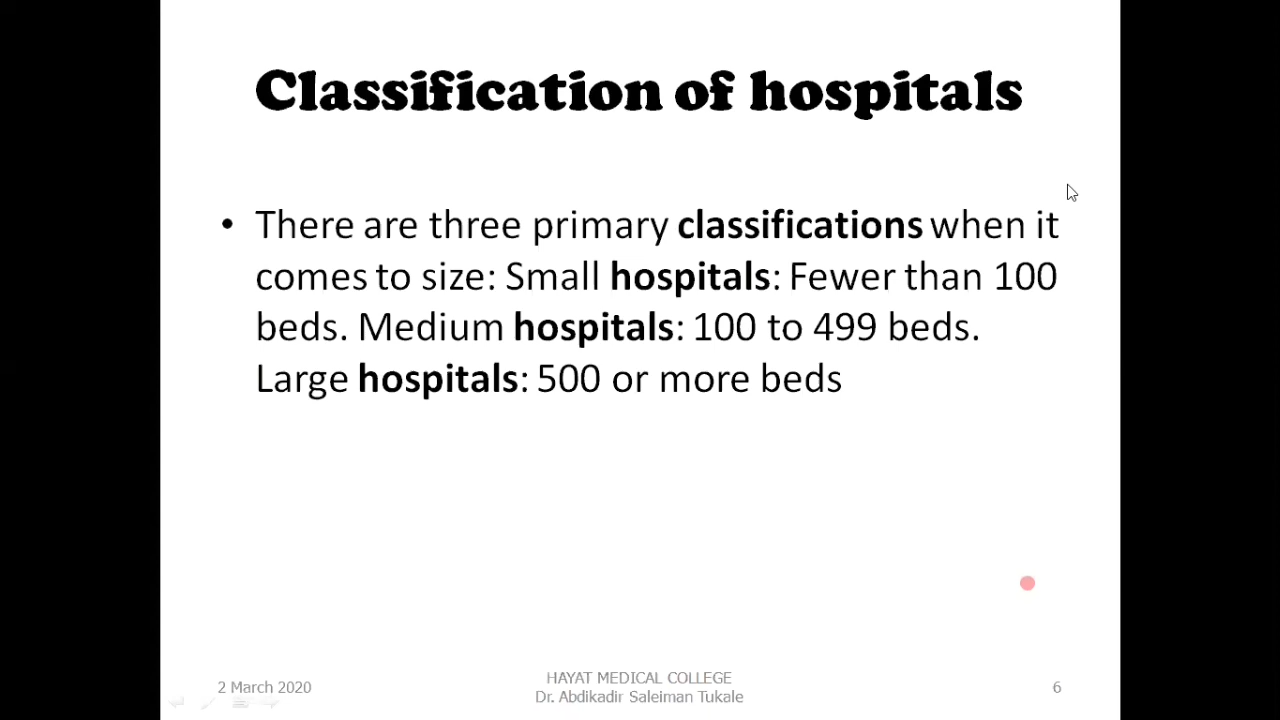 Classification of hospitals
• There are three primary classifications when it
comes to size: Small hospitals: Fewer than 100
beds. Medium hospitals: 100 to 499 beds.
Large hospitals: 500 or more beds
2 March 2020
HAYAT MEDICAL COLLEGE
Dr. Abdikadir Saleiman Tukale
6